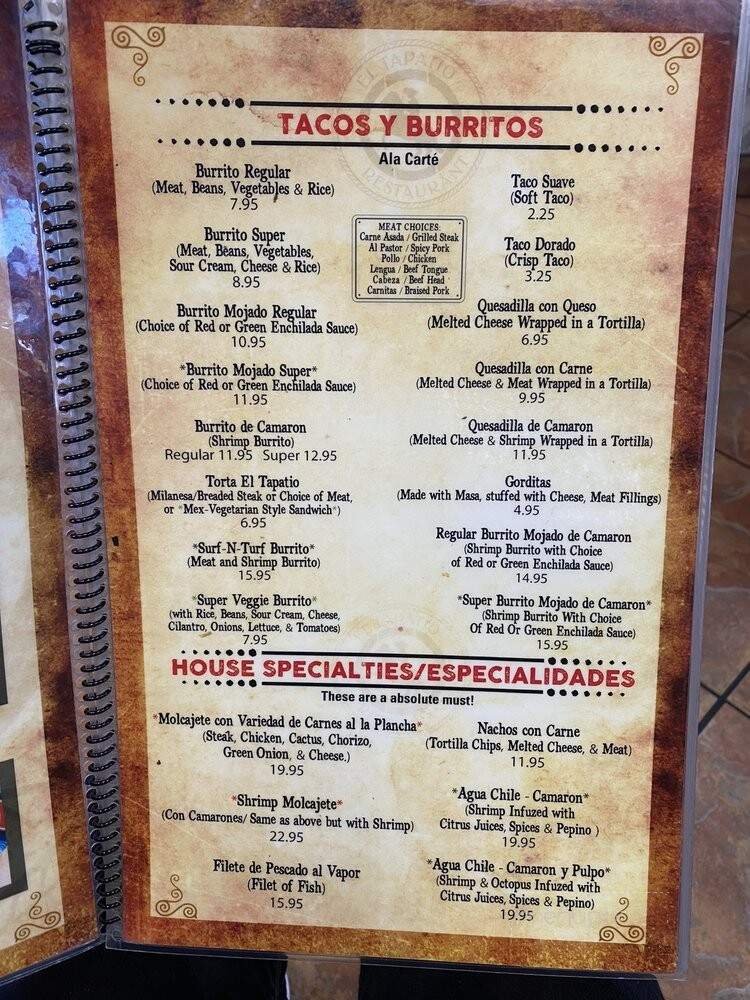 EL TAPATIO
RESTAURANT
TACOS Y BURRITOS
Ala Carté
Burrito Regular
(Meat, Beans, Vegetables & Rice)
7.95
Burrito Super
(Meat, Beans, Vegetables,
Sour Cream, Cheese & Rice)
8.95
Burrito Mojado Regular
(Choice of Red or Green Enchilada Sauce)
10.95
*Burrito Mojado Super*
(Choice of Red or Green Enchilada Sauce)
11.95
Burrito de Camaron
(Shrimp Burrito)
Regular 11.95 Super 12.95
Torta El Tapatio
(Milanesa/Breaded Steak or Choice of Meat,
or *Mex-Vegetarian Style Sandwich*)
6.95
*Surf-N-Turf Burrito*
(Meat and Shrimp Burrito)
15.95
*Super Veggie Burrito*
(with Rice, Beans, Sour Cream, Cheese,
Cilantro, Onions, Lettuce, & Tomatoes)
7.95
MEAT CHOICES:
Carne Asada / Grilled Steak
Al Pastor / Spicy Pork
Pollo / Chicken
Lengua / Beef Tongue
Cabeza / Beef Head
Carnitas / Braised Pork
Taco Suave
(Soft Taco)
2.25
Taco Dorado
(Crisp Taco)
3.25
Quesadilla con Queso
(Melted Cheese Wrapped in a Tortilla)
6.95
Quesadilla con Carne
(Melted Cheese & Meat Wrapped in a Tortilla)
9.95
Quesadilla de Camaron
(Melted Cheese & Shrimp Wrapped in a Tortilla)
11.95
Gorditas
(Made with Masa, stuffed with Cheese, Meat Fillings)
4.95
Regular Burrito Mojado de Camaron
(Shrimp Burrito with Choice
of Red or Green Enchilada Sauce)
14.95
*Super Burrito Mojado de Camaron*
(Shrimp Burrito With Choice
Of Red Or Green Enchilada Sauce)
15.95
HOUSE SPECIALTIES/ESPECIALIDADES
These are a absolute must!
*Molcajete con Variedad de Carnes al la Plancha*
(Steak, Chicken, Cactus, Chorizo,
Green Onion, & Cheese.)
19.95
*Shrimp Molcajete*
(Con Camarones/ Same as above but with Shrimp)
22.95
Filete de Pescado al Vapor
(Filet of Fish)
15.95
Nachos con Carne
(Tortilla Chips, Melted Cheese, & Meat)
11.95
*Agua Chile - Camaron*
(Shrimp Infused with
Citrus Juices, Spices & Pepino )
19.95
*Agua Chile - Camaron y Pulpo*
(Shrimp & Octopus Infused with
Citrus Juices, Spices & Pepino)
19.95